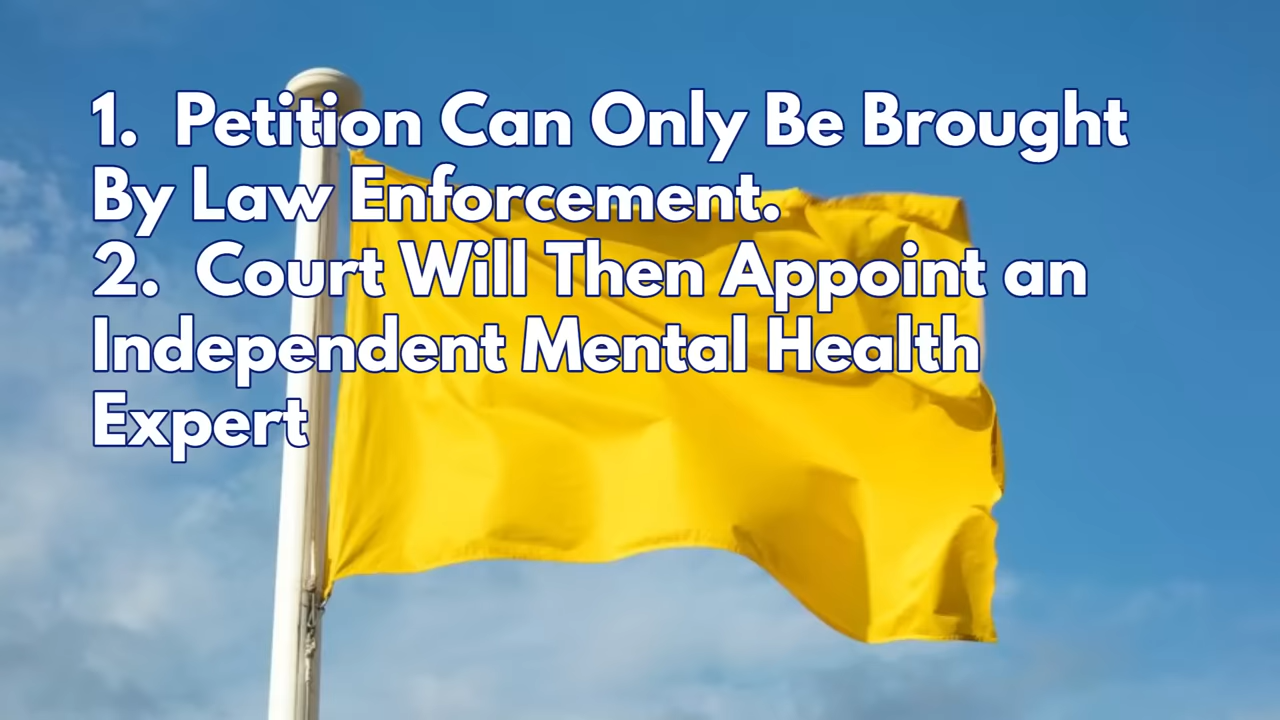 1.  Petition Can Only Be Brought
By Law Enforcement.
2.  Court Will Then Appoint an
Independent Mental Health
Expert